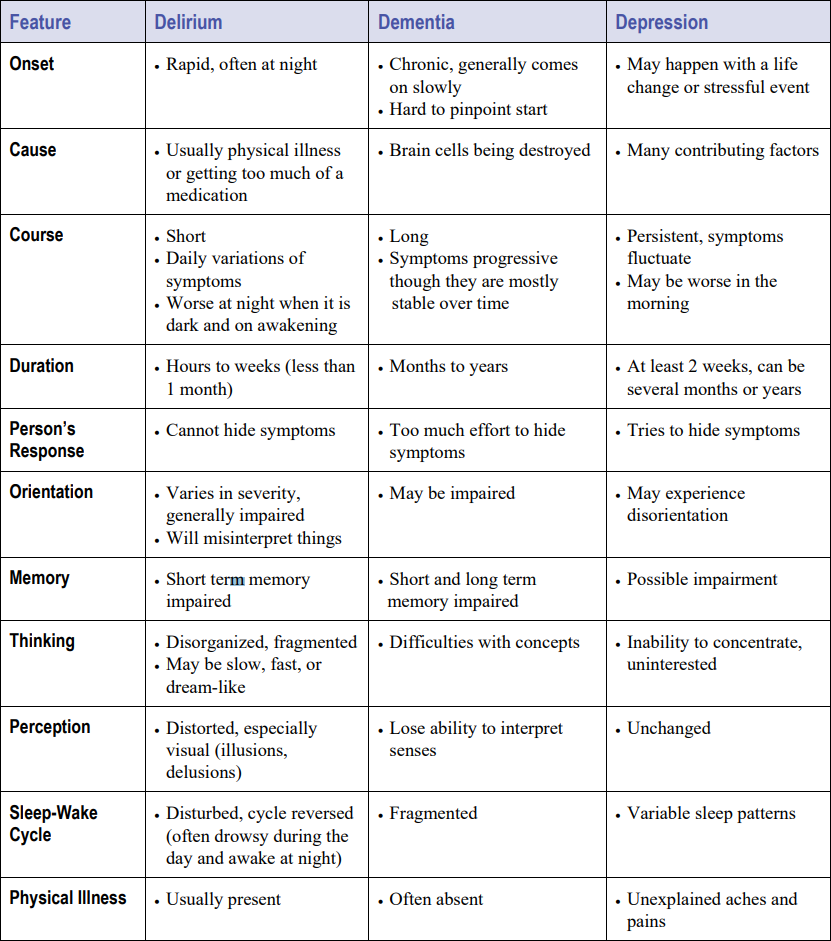 Feature Delirium Dementia Depression
Onset
• Rapid, often at night
• Chronic, generally comes
on slowly
• Hard to pinpoint start
• May happen with a life
change or stressful event
Cause
• Usually physical illness
or getting too much of a
medication
• Brain cells being destroyed
• Many contributing factors
Course
• Short
• Daily variations of
symptoms
• Worse at night when it is
dark and on awakening
• Long
• Symptoms progressive
though they are mostly
stable over time
• Persistent, symptoms
fluctuate
• May be worse in the
morning
Duration
• Hours to weeks (less than
1 month)
• Months to years
• At least 2 weeks, can be
several months or years
Person’s
Response
• Cannot hide symptoms
• Too much effort to hide
symptoms
• Tries to hide symptoms
Orientation
• Varies in severity,
generally impaired
• Will misinterpret things
• May be impaired
• May experience
disorientation
Memory
• Short term memory
impaired
• Short and long term
memory impaired
• Possible impairment
Thinking
• Disorganized, fragmented
• May be slow, fast, or
dream-like
• Difficulties with concepts
• Inability to concentrate,
uninterested
Perception
• Distorted, especially
visual (illusions,
delusions)
• Lose ability to interpret
senses
• Unchanged
Sleep-Wake
Cycle
• Disturbed, cycle reversed
(often drowsy during the
day and awake at night)
• Fragmented
• Variable sleep patterns
Physical Illness
• Usually present
• Often absent
• Unexplained aches and
pains